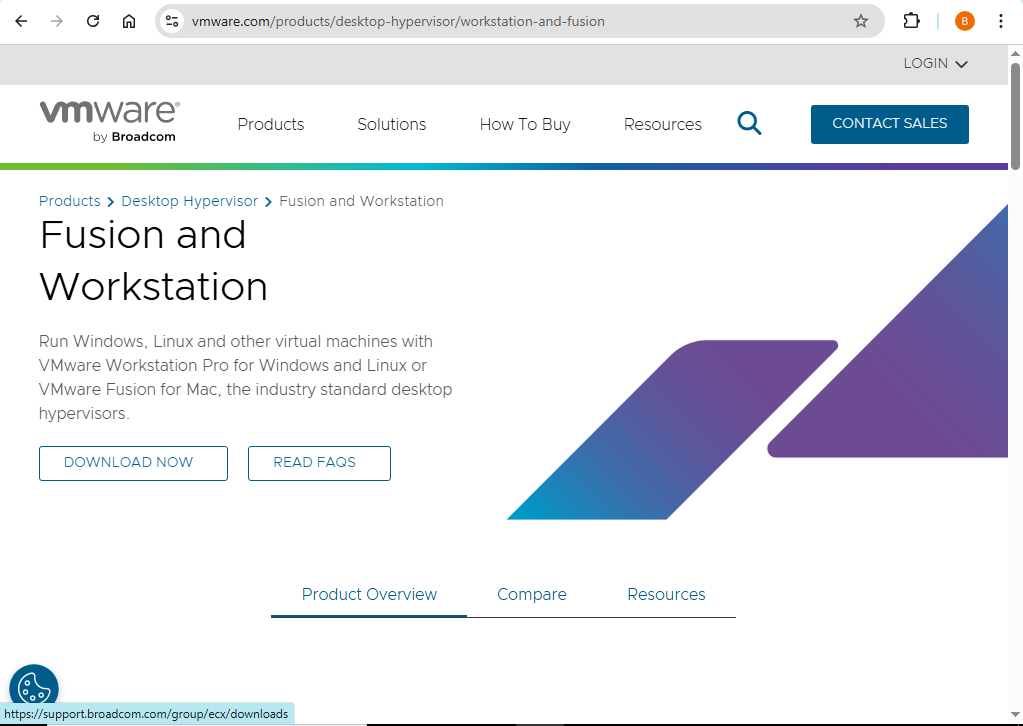 vmware.com/products/desktop-hypervisor/workstation-and-fusion
B
LOGIN
vmware®
by Broadcom
Products
Solutions
How To Buy
Resources
CONTACT SALES
Products
Desktop Hypervisor
Fusion and Workstation
Fusion and
Workstation
Run Windows, Linux and other virtual machines with
VMware Workstation Pro for Windows and Linux or
VMware Fusion for Mac, the industry standard desktop
hypervisors.
DOWNLOAD NOW
READ FAQS
Product Overview
Compare
Resources
https://support.broadcom.com/group/ecx/downloads